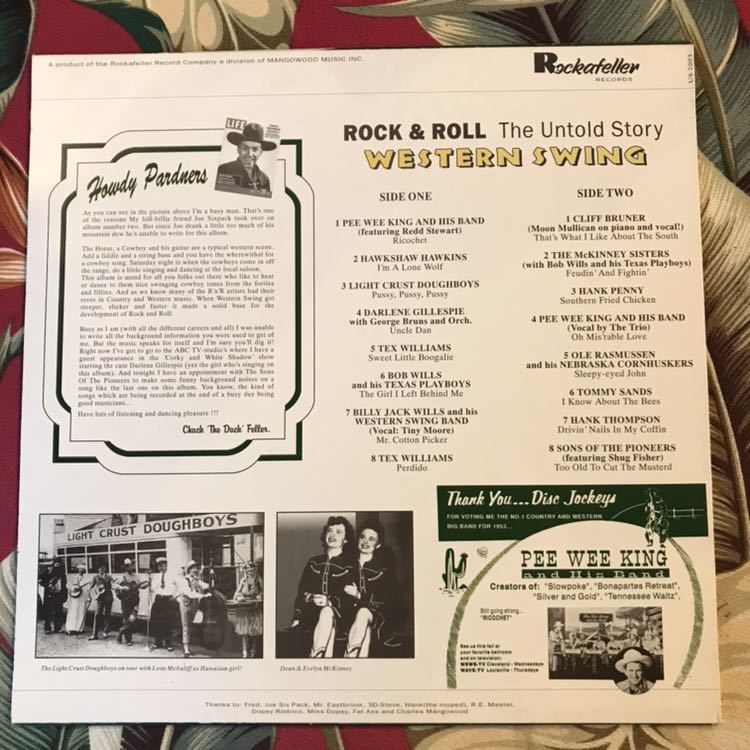 A product of the Rockafeller Record Company a division of MANGOWOOD MUSIC INC.
Rockafeller
RECORDS
LIFE
Howdy Pardners
As you can see in the picture above I'm a busy man. That's one
of the reasons My hill-billie friend Joe Sixpack took over on
album number two. But since Joe drank a little too much of his
mountain dew he's unable to write for this album.
The Horse, a Cowboy and his guitar are a typical western scene.
Add a fiddle and a string base and you have the wherewithal for
a cowboy song. Saturday night is when the cowboys come in off
the range, do a little singing and dancing at the local saloon.
This album is mend for all you folks out there who like to hear
or dance to them nice swinging cowboy tunes from the forties
and fifties. And as we know many of the R'n'R artists had their
roots in Country and Western music. When Western Swing got
steeper, slicker and faster it made a solid base for the
development of Rock and Roll.
Busy as I am (with all the different careers and all) I was unable
to write all the background information you were used to get of
me. But the music speaks for itself and I'm sure you'll dig it!
Right now I've got to go to the ABC TV-studio's where I have a
guest appearance in the 'Corky and White Shadow' show
starring the cute Darlene Gillespie (yes the girl who's singing on
this album). And tonight I have an appointment with The Sons
Of The Pioneers to make some funny background noises on a
song like the last one on this album. You know, the kind of
songs which are being recorded at the end of a busy day being
good musicians...
Have lots of listening and dancing pleasure !!!
Chuck 'The Duck' Feller.
ROCK & ROLL The Untold Story
WESTERN SWING
SIDE ONE
1 PEE WEE KING AND HIS BAND
(featuring Redd Stewart)
Ricochet
2 HAWKSHAW HAWKINS
I'm A Lone Wolf
3 LIGHT CRUST DOUGHBOYS
Pussy, Pussy, Pussy
4 DARLENE GILLESPIE
with George Bruns and Orch.
Uncle Dan
5 TEX WILLIAMS
Sweet Little Boogalie
6 BOB WILLS
and his TEXAS PLAYBOYS
The Girl I Left Behind Me
7 BILLY JACK WILLS and his
WESTERN SWING BAND
(Vocal: Tiny Moore)
Mr. Cotton Picker
8 TEX WILLIAMS
Perdido
SIDE TWO
1 CLIFF BRUNER
(Moon Mullican on piano and vocal!)
That's What I Like About The South
2 THE McKINNEY SISTERS
(with Bob Wills and his Texas Playboys)
Feudin' And Fightin'
3 HANK PENNY
Southern Fried Chicken
4 PEE WEE KING AND HIS BAND
(Vocal by The Trio)
Oh Mis'rable Love
5 OLE RASMUSSEN
and his NEBRASKA CORNHUSKERS
Sleepy-eyed John
6 TOMMY SANDS
I Know About The Bees
7 HANK THOMPSON
Drivin' Nails In My Coffin
8 SONS OF THE PIONEERS
(featuring Shug Fisher)
Too Old To Cut The Musterd
LIGHT CRUST DOUGHBOYS
The Light Crust Doughboys on tour with Leon McAuliff as Hawaiian girl!
Dean & Evelyn McKinney
Thank You... Disc Jockeys
FOR VOTING ME THE NO.1 COUNTRY AND WESTERN
BIG BAND FOR 1953...
PEE WEE KING
and His Band
Creators of: "Slowpoke", "Bonapartes Retreat",
"Silver and Gold", "Tennessee Waltz",
Still going strong...
"RICOCHET"
See us this fall at
your favorite ballroom
and on television:
WEWS-TV Cleveland - Wednesdays
WAVE-TV Louisville - Thursdays
Thanks to: Fred, Joe Six Pack, Mr. Eastbrook, 3D-Steve, Hank(the moped), R.E. Master,
Dopey Rodrico, Miss Dopey, Fat Ass and Charles Mangowood